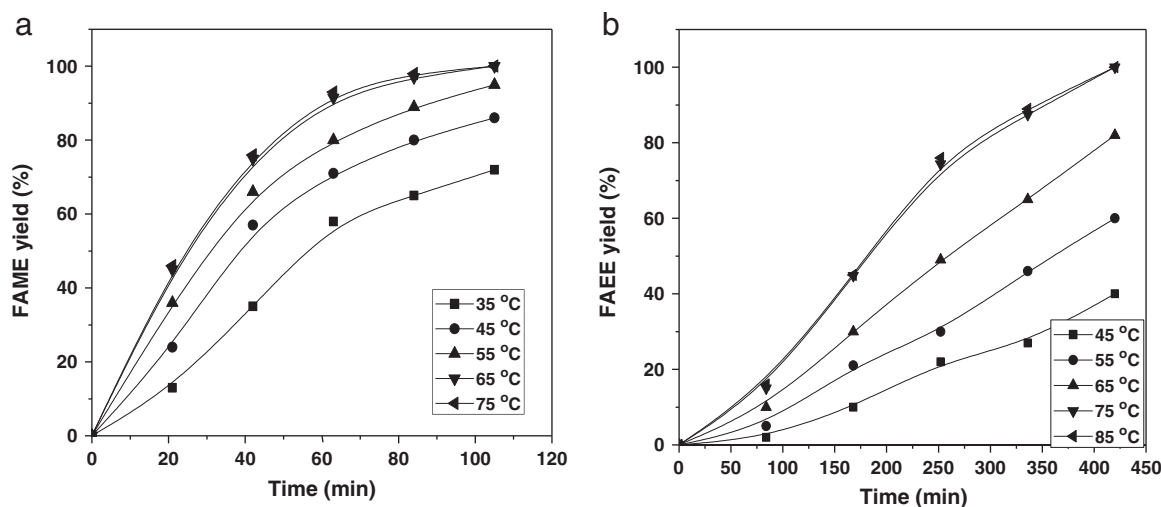 a
FAME yield (%)
100
80
60
40
20
0
0 20 40 60 80 100 120
Time (min)
35 °C
45 °C
55 °C
65 °C
75 °C
b
FAEE yield (%)
100
80
60
40
20
0
0 50 100 150 200 250 300 350 400 450
Time (min)
45 °C
55 °C
65 °C
75 °C
85 °C